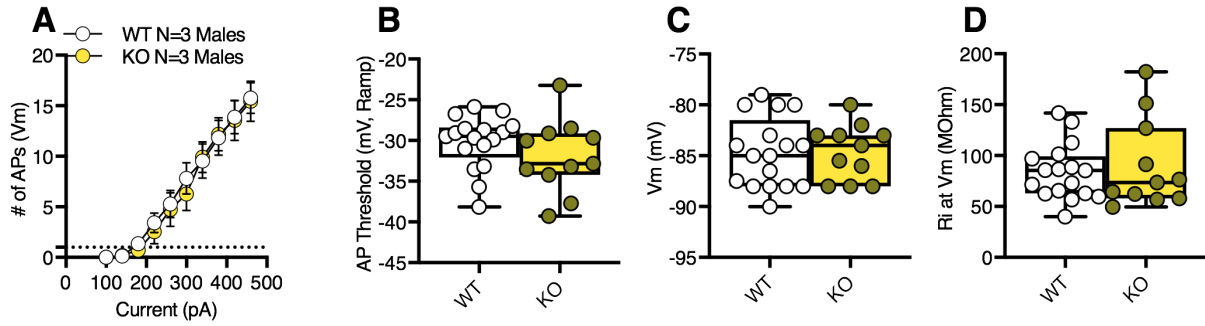 A
WT N=3 Males
KO N=3 Males
# of APs (Vm)
20
15
10
5
0
0 100 200 300 400 500
Current (pA)
B
AP Threshold (mV, Ramp)
-20
-25
-30
-35
-40
-45
WT KO
C
Vm (mV)
-75
-80
-85
-90
-95
WT KO
D
Ri at Vm (MOhm)
200
150
100
50
0
WT KO